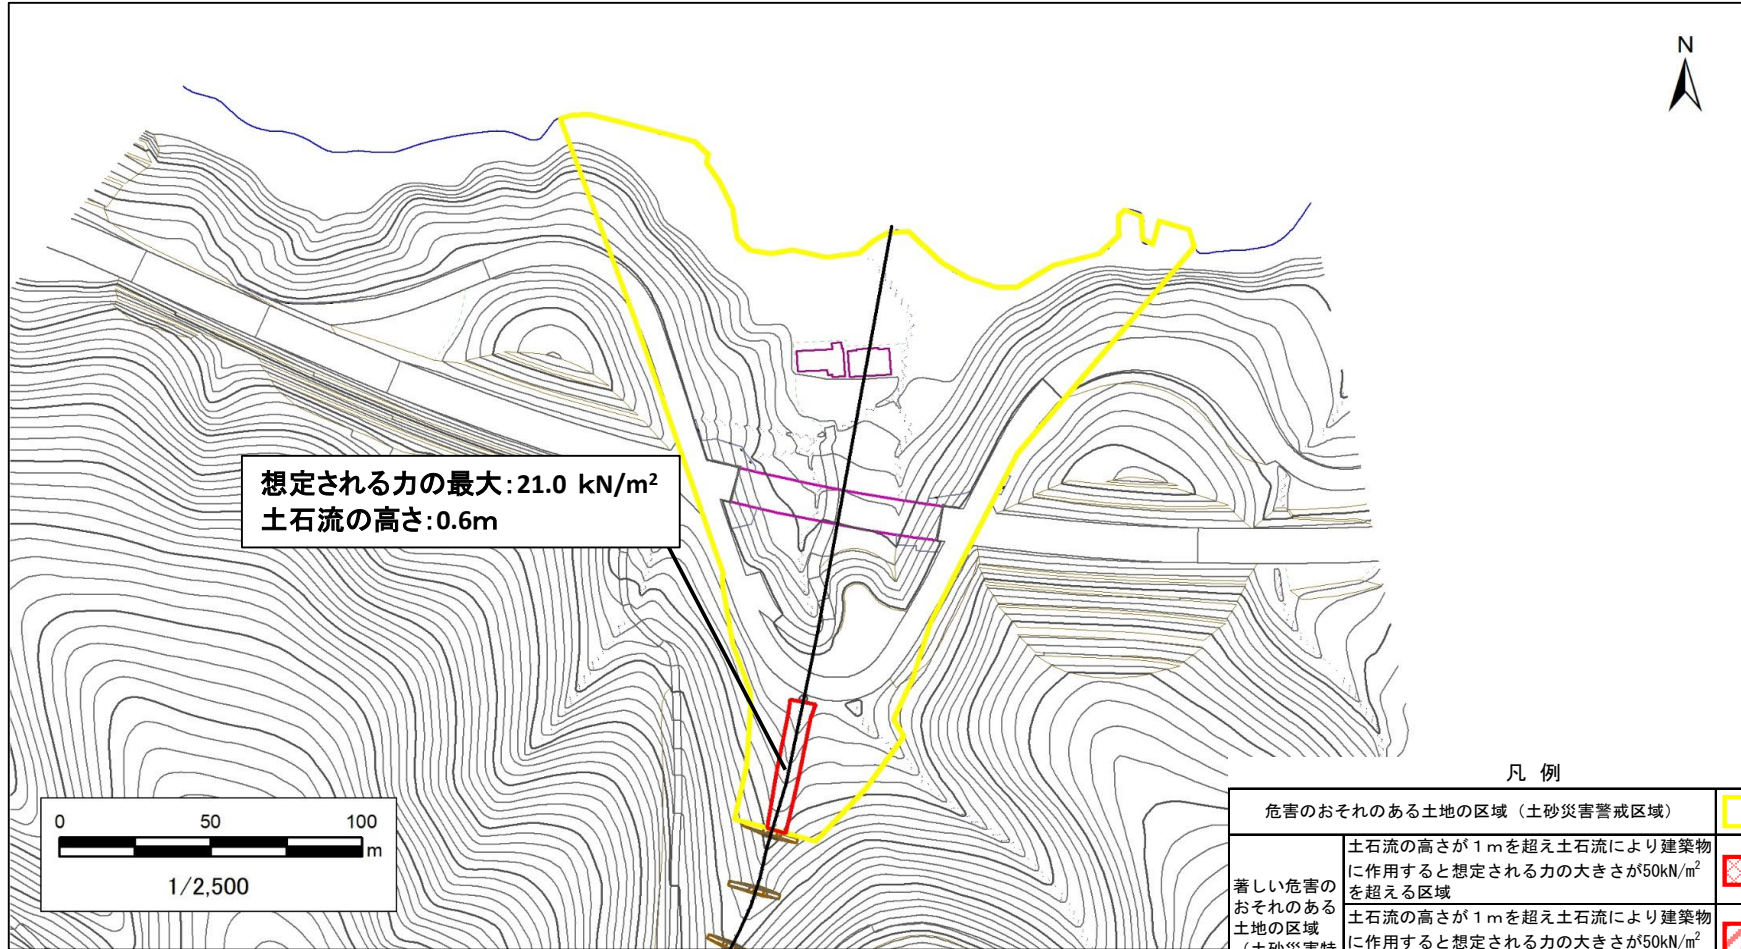 N
想定される力の最大:21.0 kN/m²
土石流の高さ:0.6m
0 50 100
m
1/2,500
凡 例
危害のおそれのある土地の区域（土砂災害警戒区域）
土石流の高さが１ｍを超え土石流により建築物
に作用すると想定される力の大きさが50kN/m²
を超える区域
著しい危害の
おそれのある
土地の区域
（土砂災害特
土石流の高さが１ｍを超え土石流により建築物
に作用すると想定される力の大きさが50kN/m²